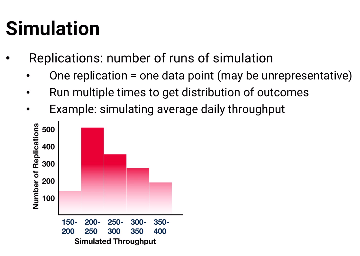 Simulation
• Replications: number of runs of simulation
• One replication = one data point (may be unrepresentative)
• Run multiple times to get distribution of outcomes
• Example: simulating average daily throughput
Number of Replications
500
400
300
200
100
150-200 200-250 250-300 300-350 350-400
Simulated Throughput